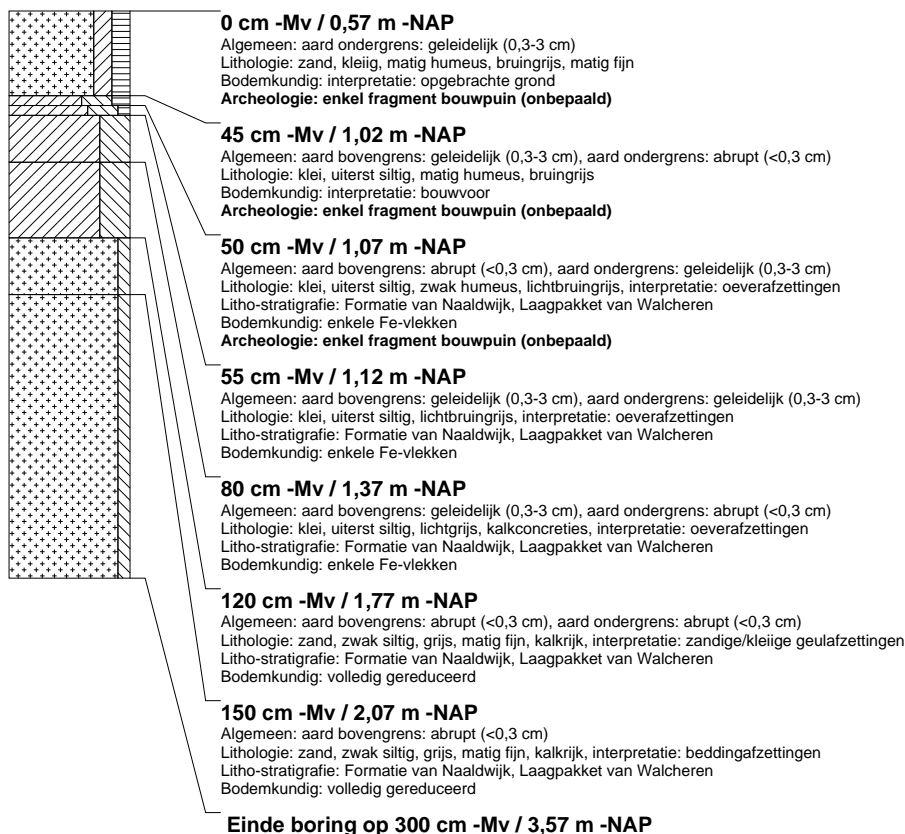 0 cm -Mv / 0,57 m -NAP
Algemeen: aard ondergrens: geleidelijk (0,3-3 cm)
Lithologie: zand, kleiig, matig humeus, bruingrijs, matig fijn
Bodemkundig: interpretatie: opgebrachte grond
Archeologie: enkel fragment bouwpuin (onbepaald)
45 cm -Mv / 1,02 m -NAP
Algemeen: aard bovengrens: geleidelijk (0,3-3 cm), aard ondergrens: abrupt (<0,3 cm)
Lithologie: klei, uiterst siltig, matig humeus, bruingrijs
Bodemkundig: interpretatie: bouwvoor
Archeologie: enkel fragment bouwpuin (onbepaald)
50 cm -Mv / 1,07 m -NAP
Algemeen: aard bovengrens: abrupt (<0,3 cm), aard ondergrens: geleidelijk (0,3-3 cm)
Lithologie: klei, uiterst siltig, zwak humeus, lichtbruingrijs, interpretatie: oeverafzettingen
Litho-stratigrafie: Formatie van Naaldwijk, Laagpakket van Walcheren
Bodemkundig: enkele Fe-vlekken
Archeologie: enkel fragment bouwpuin (onbepaald)
55 cm -Mv / 1,12 m -NAP
Algemeen: aard bovengrens: geleidelijk (0,3-3 cm), aard ondergrens: geleidelijk (0,3-3 cm)
Lithologie: klei, uiterst siltig, lichtbruingrijs, interpretatie: oeverafzettingen
Litho-stratigrafie: Formatie van Naaldwijk, Laagpakket van Walcheren
Bodemkundig: enkele Fe-vlekken
80 cm -Mv / 1,37 m -NAP
Algemeen: aard bovengrens: geleidelijk (0,3-3 cm), aard ondergrens: abrupt (<0,3 cm)
Lithologie: klei, uiterst siltig, lichtgrijs, kalkconcreties, interpretatie: oeverafzettingen
Litho-stratigrafie: Formatie van Naaldwijk, Laagpakket van Walcheren
Bodemkundig: enkele Fe-vlekken
120 cm -Mv / 1,77 m -NAP
Algemeen: aard bovengrens: abrupt (<0,3 cm), aard ondergrens: abrupt (<0,3 cm)
Lithologie: zand, zwak siltig, grijs, matig fijn, kalkrijk, interpretatie: zandige/kleiige geulafzettingen
Litho-stratigrafie: Formatie van Naaldwijk, Laagpakket van Walcheren
Bodemkundig: volledig gereduceerd
150 cm -Mv / 2,07 m -NAP
Algemeen: aard bovengrens: abrupt (<0,3 cm)
Lithologie: zand, zwak siltig, grijs, matig fijn, kalkrijk, interpretatie: beddingafzettingen
Litho-stratigrafie: Formatie van Naaldwijk, Laagpakket van Walcheren
Bodemkundig: volledig gereduceerd
Einde boring op 300 cm -Mv / 3,57 m -NAP